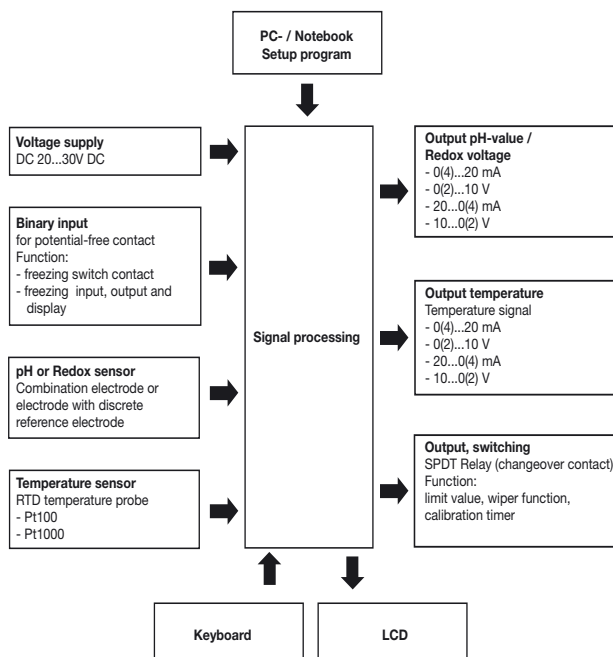 PC- / Notebook
Setup program
Voltage supply
DC 20...30V DC
Binary input
for potential-free contact
Function:
- freezing switch contact
- freezing input, output and
display
pH or Redox sensor
Combination electrode or
electrode with discrete
reference electrode
Temperature sensor
RTD temperature probe
- Pt100
- Pt1000
Signal processing
Output pH-value /
Redox voltage
- 0(4)...20 mA
- 0(2)...10 V
- 20...0(4) mA
- 10...0(2) V
Output temperature
Temperature signal
- 0(4)...20 mA
- 0(2)...10 V
- 20...0(4) mA
- 10...0(2) V
Output, switching
SPDT Relay (changeover contact)
Function:
limit value, wiper function,
calibration timer
Keyboard
LCD